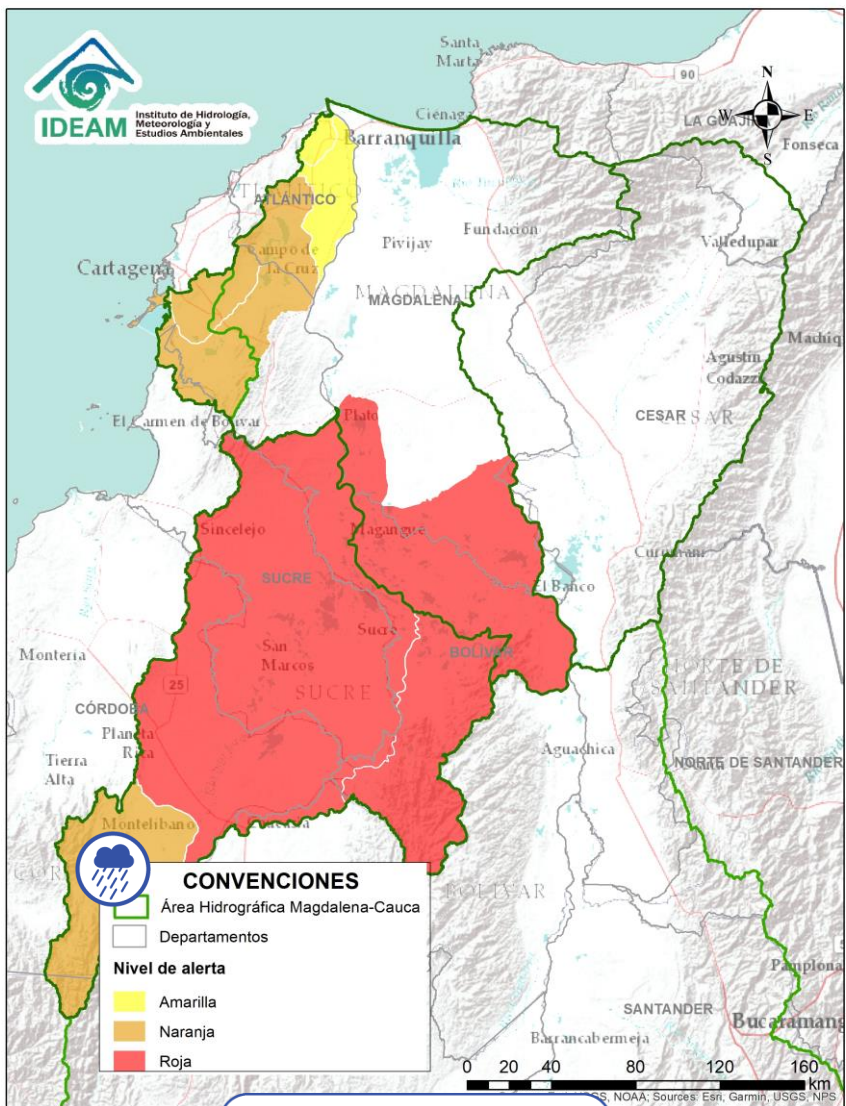 IDEAM
Instituto de Hidrología,
Meteorología y
Estudios Ambientales
Santa
Marta
90
N
W
E
S
LA GUAJIRA
Fonseca
Ciénaga
Barranquilla
ATLÁNTICO
ATLÁNTICO
Fundación
Pivijay
Valledupar
Cartagena
Campo de
la Cruz
MAGDALENA
MAGDALENA
Agustín
Codazzi
CESAR
CESAR
El Carmen de Bolívar
Plato
Sincelejo
Magangué
Curumaní
El Banco
SUCRE
Sucre
San
Marcos
BOLÍVAR
Montería
SUCRE
25
NORTE DE
SANTANDER
CÓRDOBA
Planeta
Rica
Aguachica
Tierra
Alta
NORTE DE SANTANDER
Montelíbano
Caucasia
BOLÍVAR
CONVENCIONES
Área Hidrográfica Magdalena-Cauca
Departamentos
Nivel de alerta
Amarilla
Naranja
Roja
Pamplona
SANTANDER
Barrancabermeja
0 20 40 80 120 160
km
NOAA; Sources: Esri, Garmin, USGS, NPS